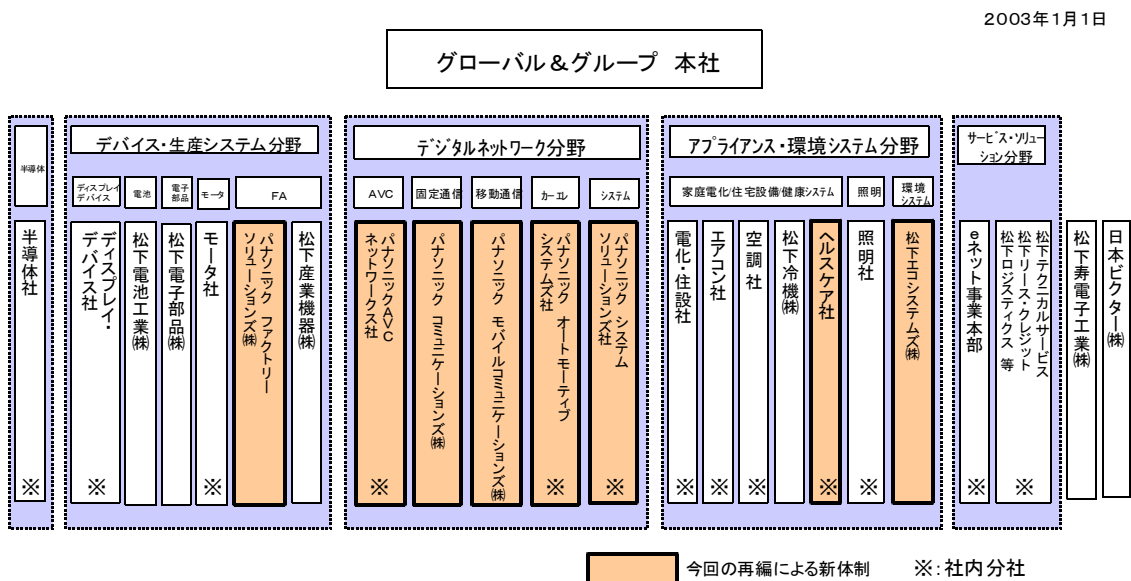 2003年1月1日
グローバル&グループ 本社
半導体
デバイス・生産システム分野
デジタルネットワーク分野
アプライアンス・環境システム分野
サービス・ソリュー
ション分野
ディスプレイ
デバイス
電池
電子
部品
モータ
FA
AVC
固定通信
移動通信
カーエレ
システム
家庭電化/住宅設備/健康システム
照明
環境
システム
半導体社
※
ディスプレイ・
デバイス社
※
松下電池工業(株)
松下電子部品(株)
モータ社
※
パナソニック ファクトリー
ソリューションズ(株)
松下産業機器(株)
パナソニックAVC
ネットワークス社
※
パナソニック コミュニケーションズ(株)
パナソニック モバイルコミュニケーションズ(株)
パナソニック オートモーティブ
システムズ社
※
パナソニック システム
ソリューションズ社
※
電化・住設社
※
エアコン社
※
空調社
※
松下冷機(株)
ヘルスケア社
※
照明社
※
松下エコシステムズ(株)
eネット事業本部
※
松下テクニカルサービス
松下リース・クレジット
松下ロジスティクス 等
※
松下寿電子工業(株)
日本ビクター(株)
今回の再編による新体制
※:社内分社